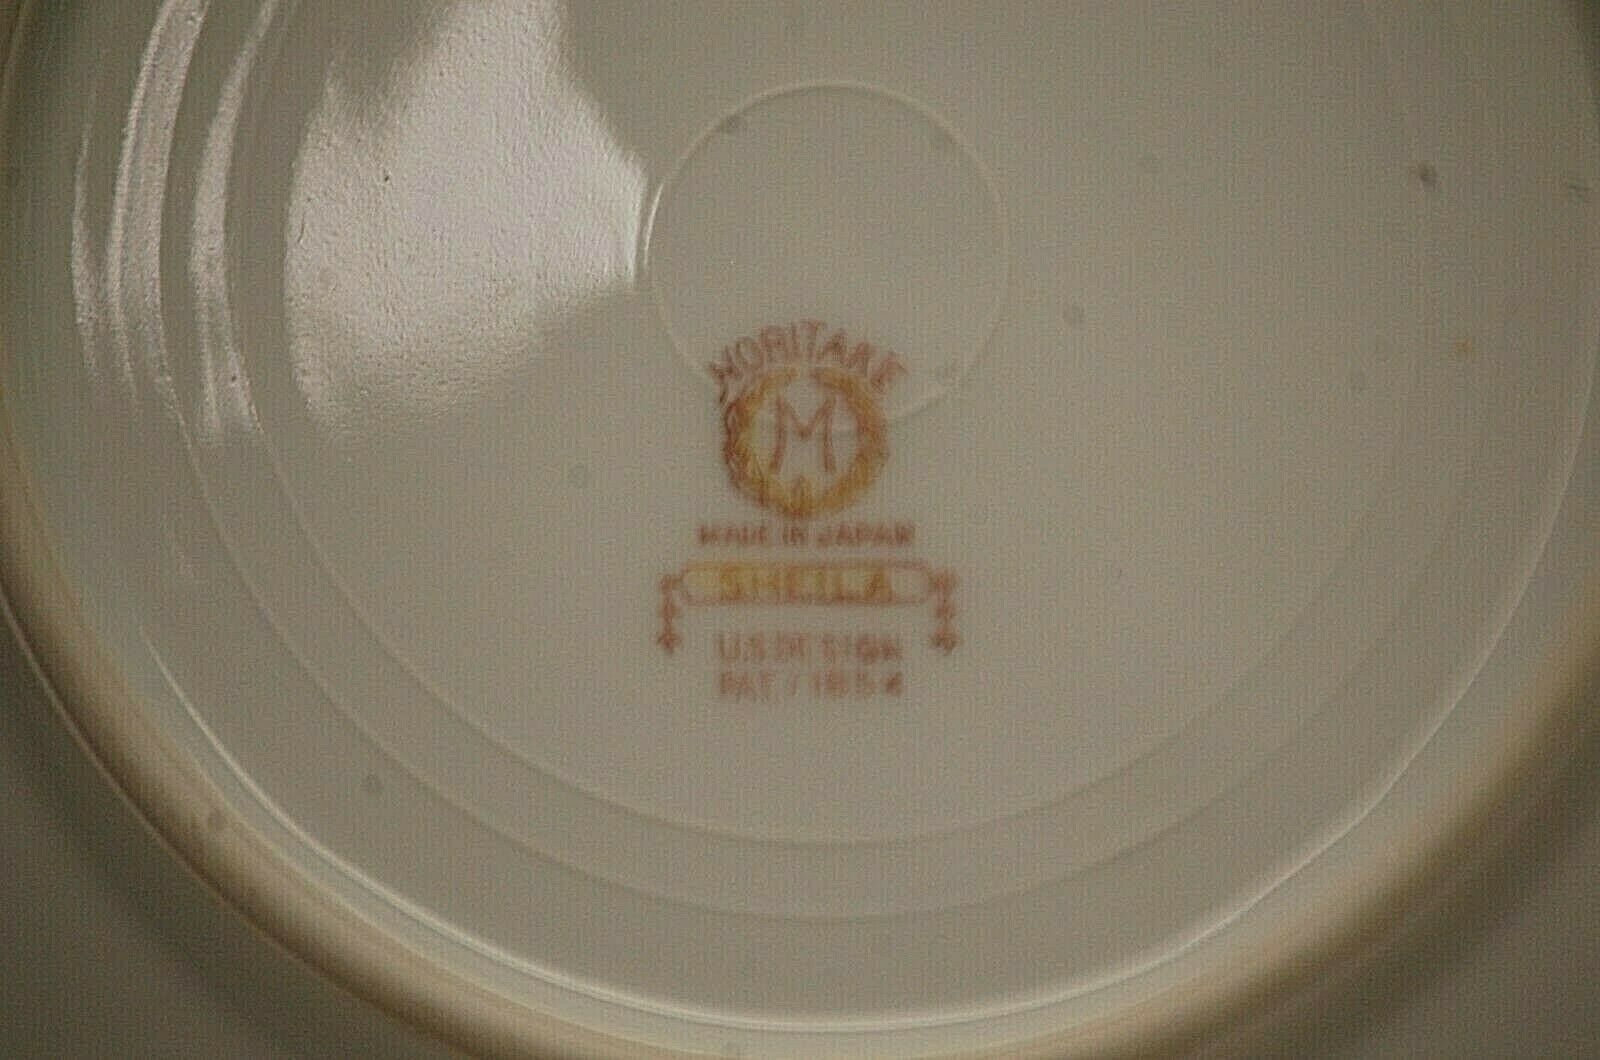 NORITAKE
M
MADE IN JAPAN
SHEILA
U.S. DESIGN
PAT.